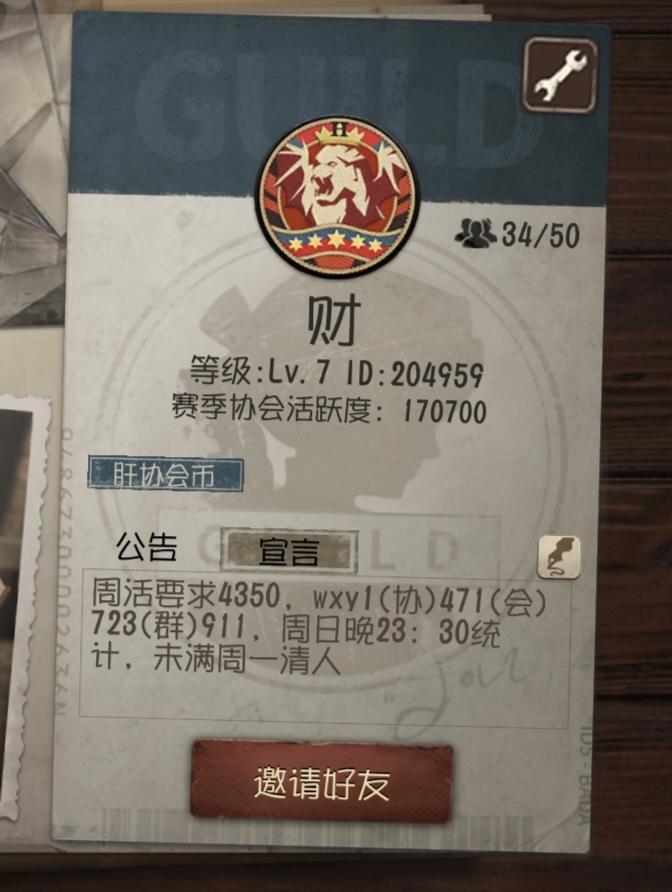 GUILD
H
34/50
财
等级:Lv.7 ID:204959
赛季协会活跃度: 170700
肝协会币
公告 宣言
GUILD
周活要求4350，wxy1(协)471(会)
723(群)911，周日晚23：30统
计，未满周一清人
邀请好友